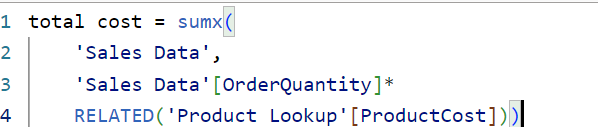 1 total cost = sumx(
2 'Sales Data',
3 'Sales Data'[OrderQuantity]*
4 RELATED('Product Lookup'[ProductCost]))